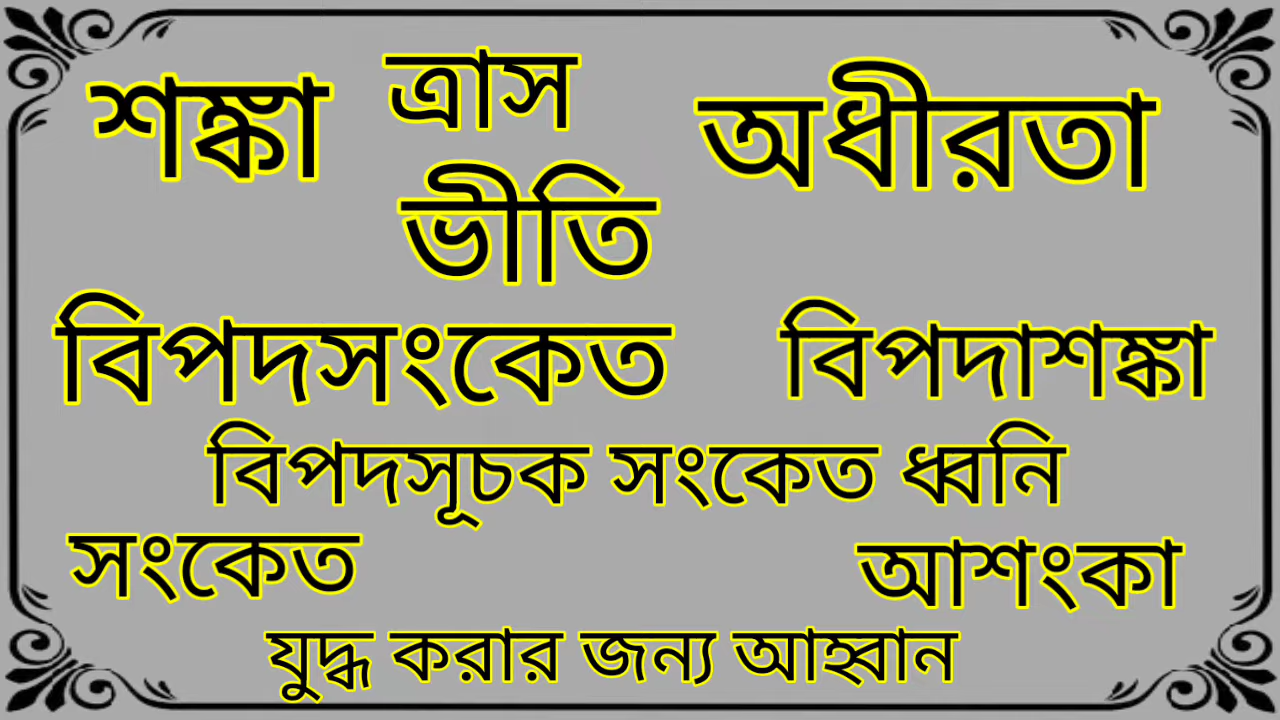 শঙ্কা ত্রাস অধীরতা
ভীতি
বিপদসংকেত বিপদাশঙ্কা
বিপদসূচক সংকেত ধ্বনি
সংকেত আশংকা
যুদ্ধ করার জন্য আহ্বান